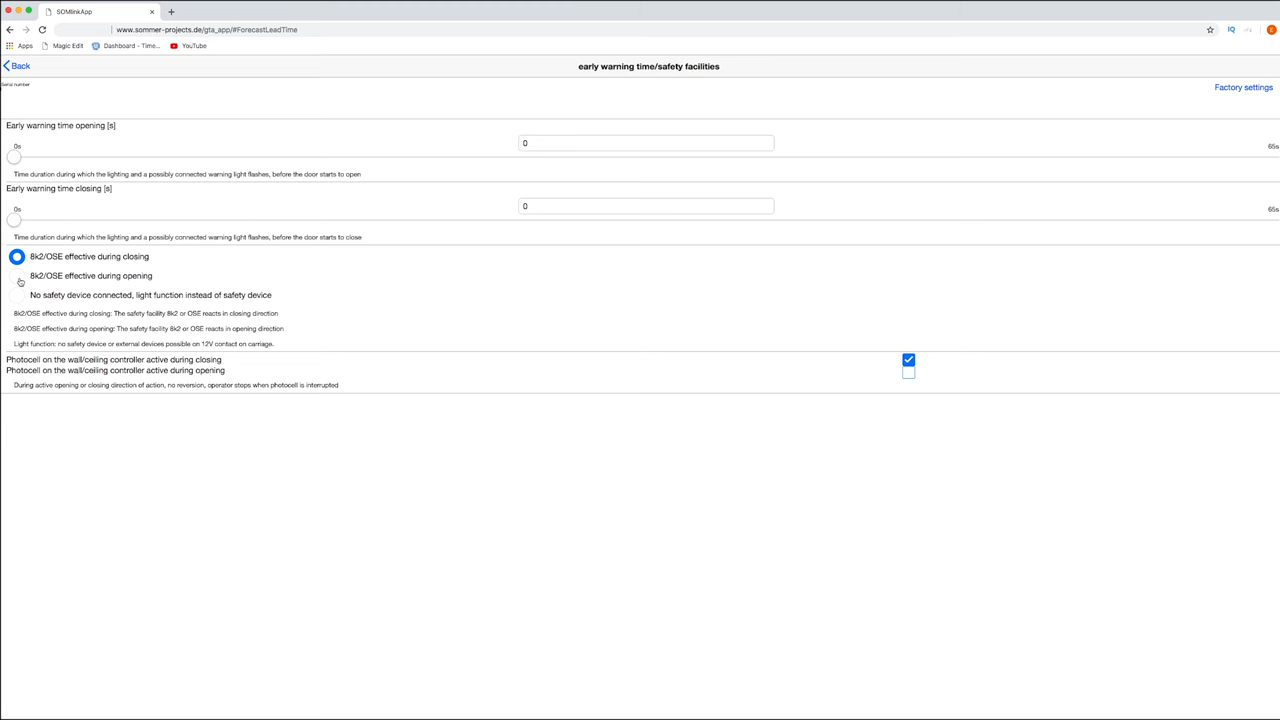 SOMlinkApp
www.sommer-projects.de/gta_app/#ForecastLeadTime
Apps Magic Edit Dashboard - Time... YouTube
Back
early warning time/safety facilities
Serial number
Factory settings
Early warning time opening [s]
0
0s
65s
Time duration during which the lighting and a possibly connected warning light flashes, before the door starts to open
Early warning time closing [s]
0
0s
65s
Time duration during which the lighting and a possibly connected warning light flashes, before the door starts to close
8k2/OSE effective during closing
8k2/OSE effective during opening
No safety device connected, light function instead of safety device
8k2/OSE effective during closing: The safety facility 8k2 or OSE reacts in closing direction
8k2/OSE effective during opening: The safety facility 8k2 or OSE reacts in opening direction
Light function: no safety device or external devices possible on 12V contact on carriage.
Photocell on the wall/ceiling controller active during closing
Photocell on the wall/ceiling controller active during opening
During active opening or closing direction of action, no reversion, operator stops when photocell is interrupted